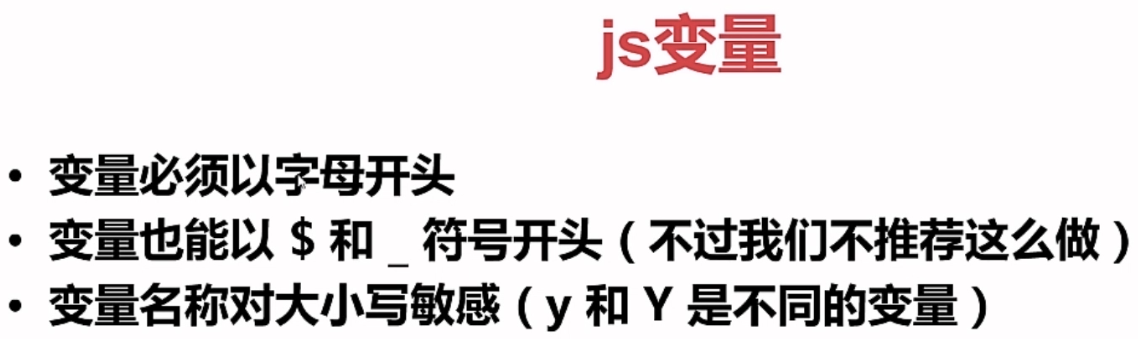 js变量
• 变量必须以字母开头
• 变量也能以 $ 和 _ 符号开头（不过我们不推荐这么做）
• 变量名称对大小写敏感（y 和 Y 是不同的变量）